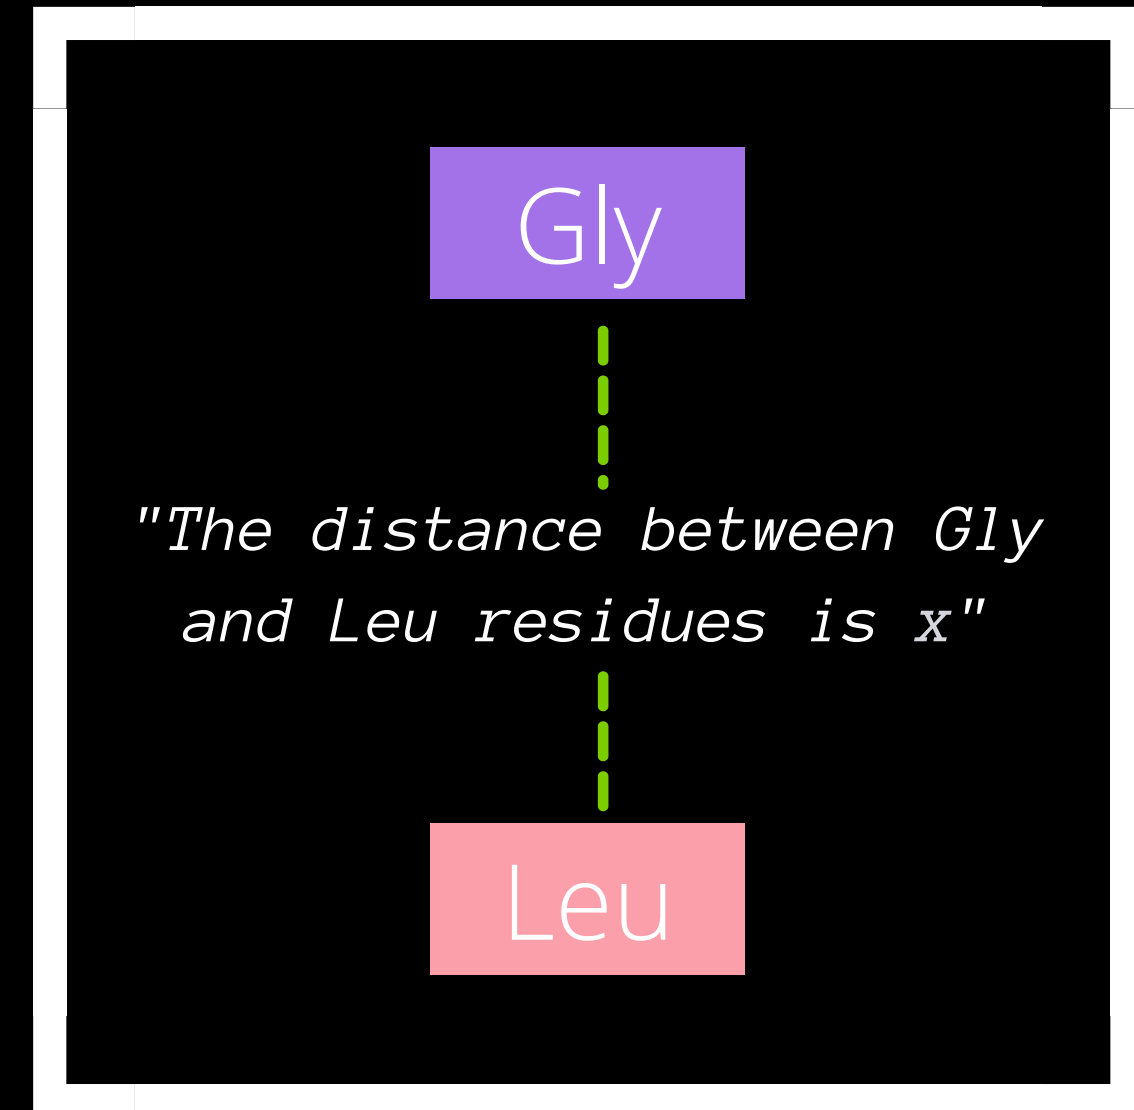 Gly
"The distance between Gly
and Leu residues is x"
Leu